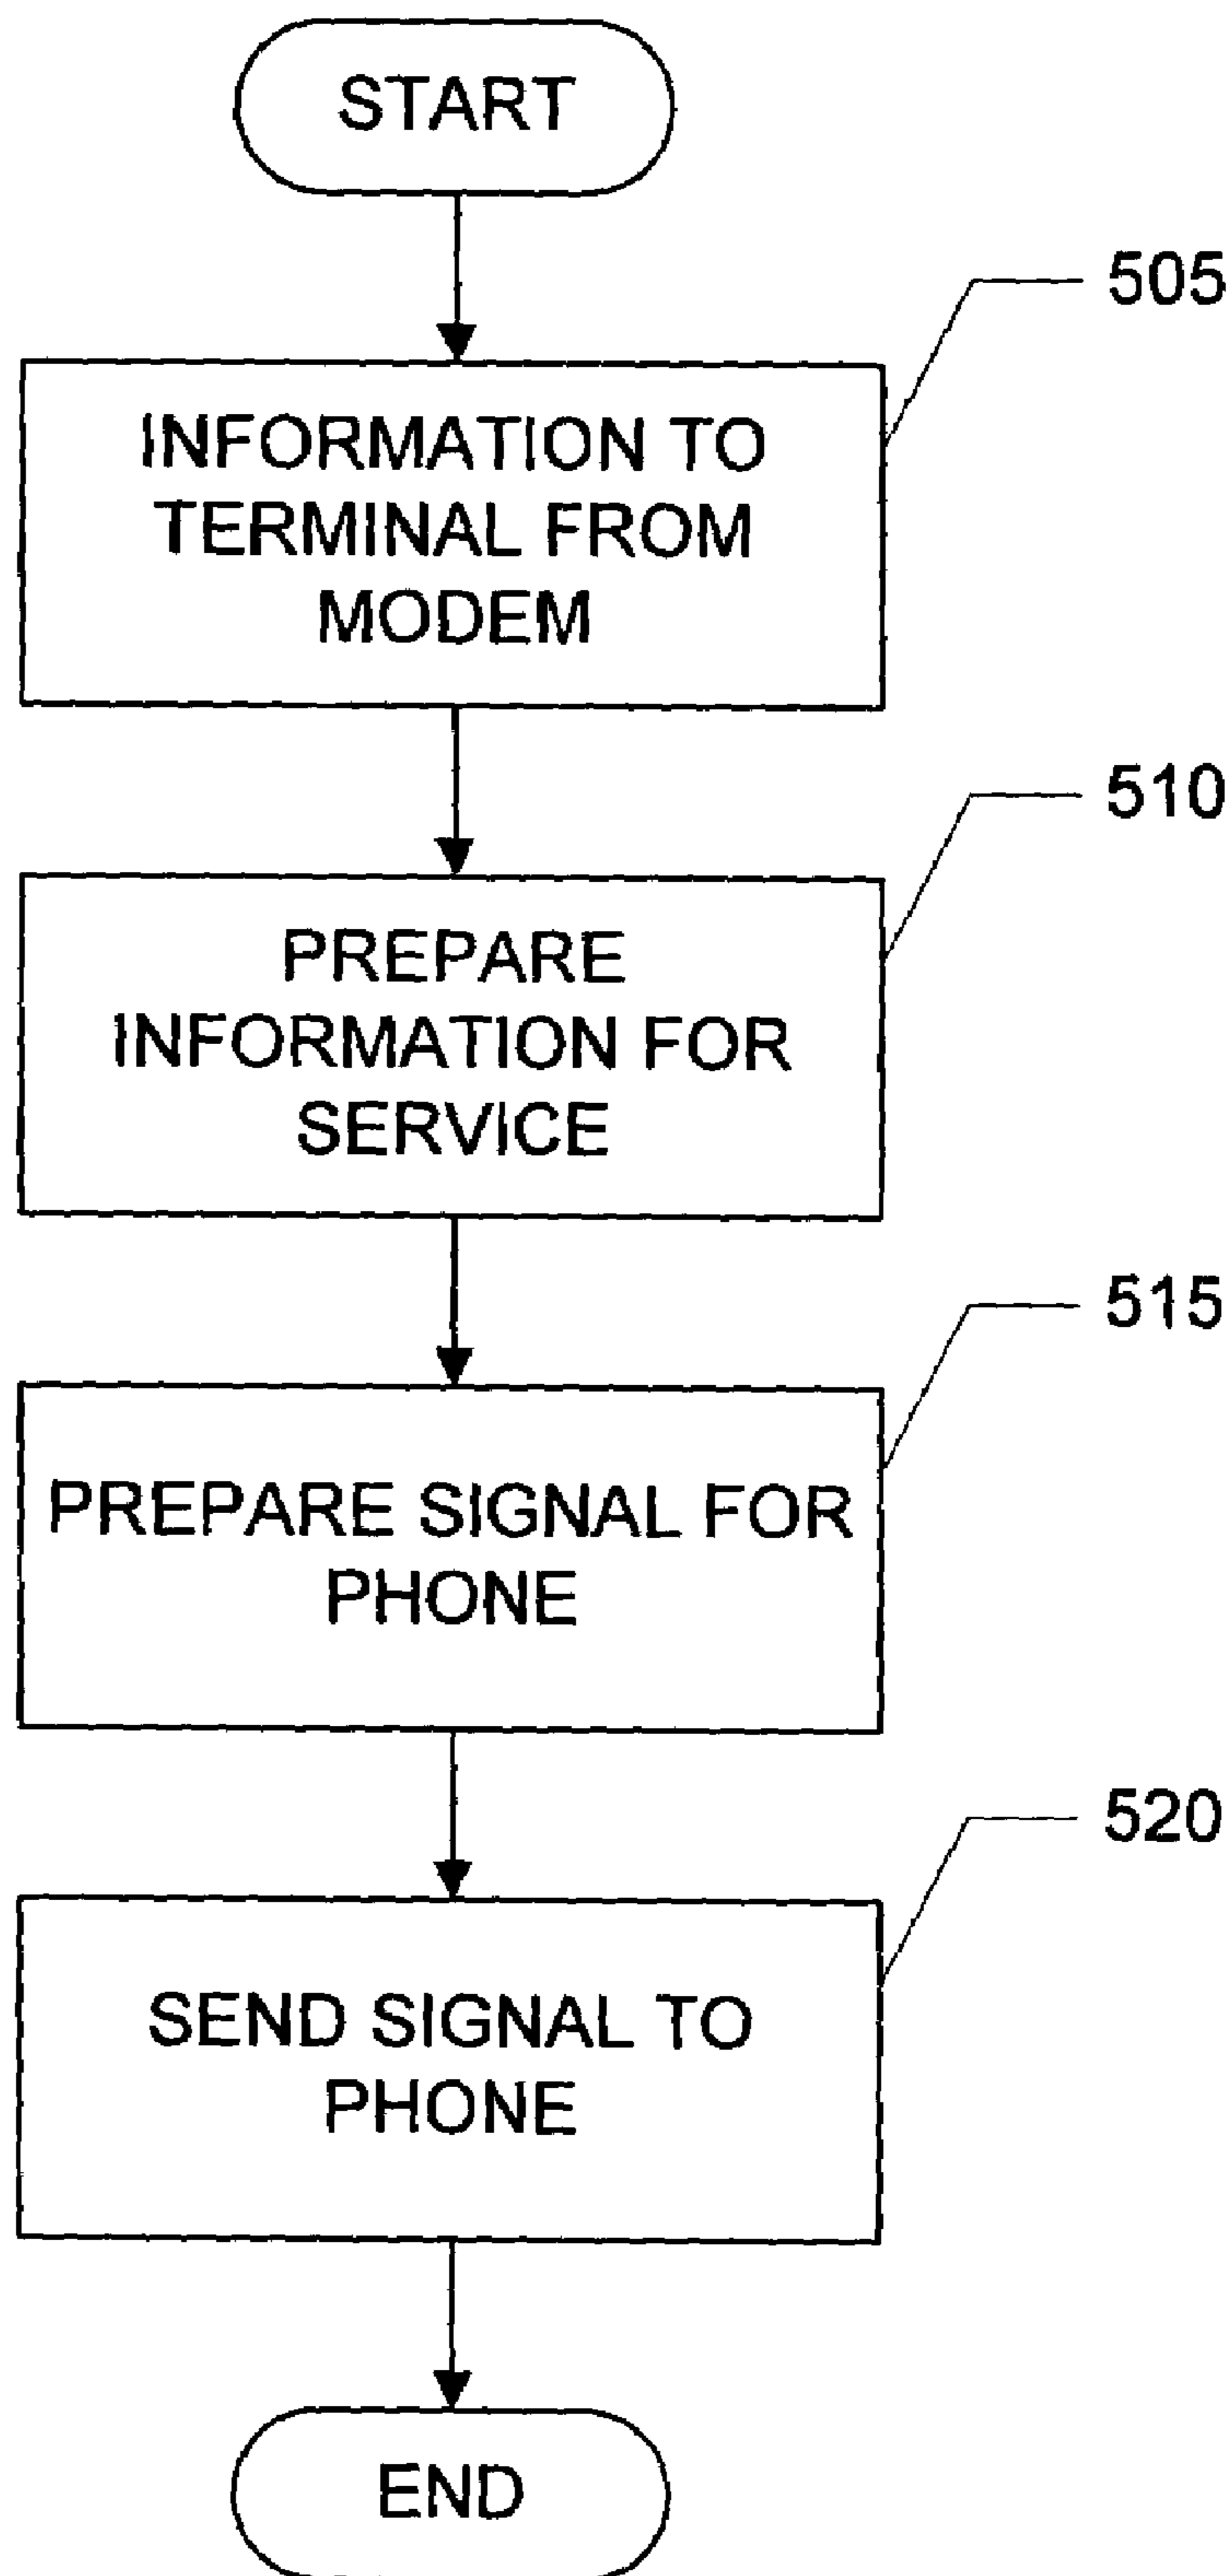 START
505
INFORMATION TO
TERMINAL FROM
MODEM
510
PREPARE
INFORMATION FOR
SERVICE
515
PREPARE SIGNAL FOR
PHONE
520
SEND SIGNAL TO
PHONE
END